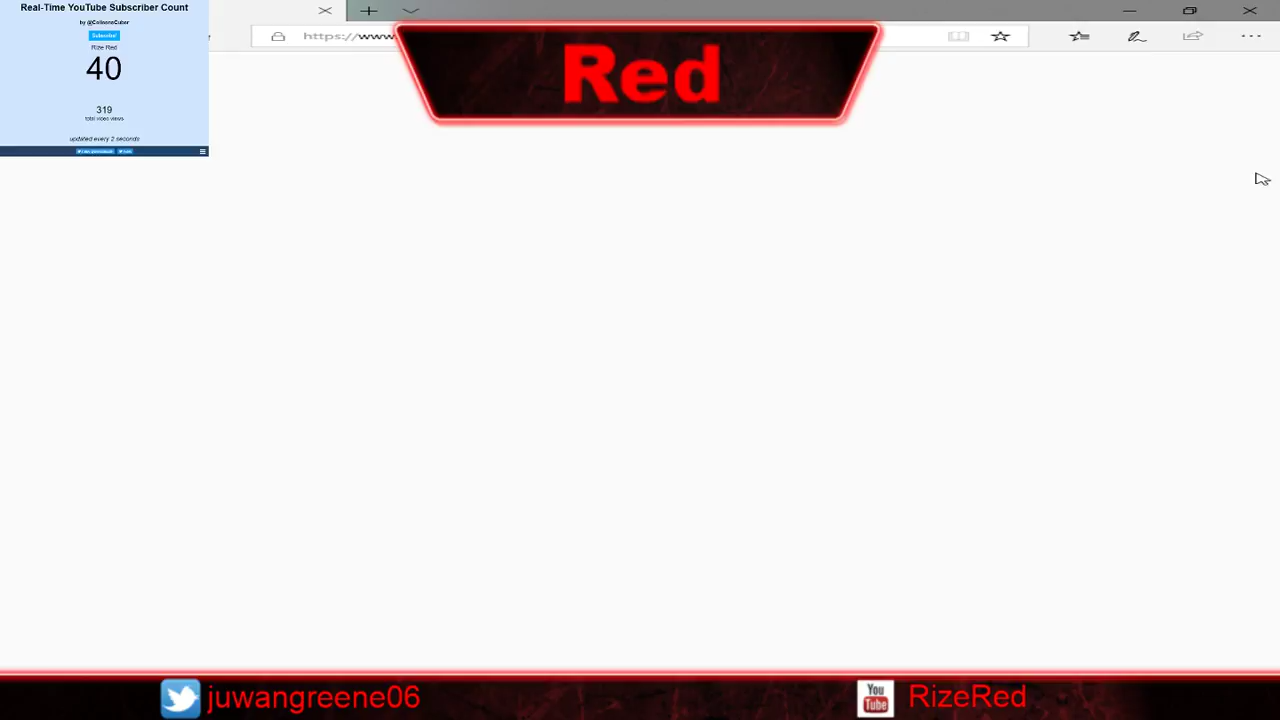 Real-Time YouTube Subscriber Count
by @CallmansCuber
Subscribe!
Rize Red
40
319
total video views
updated every 2 seconds
https://www.
Red
juwangreene06
You Tube
RizeRed